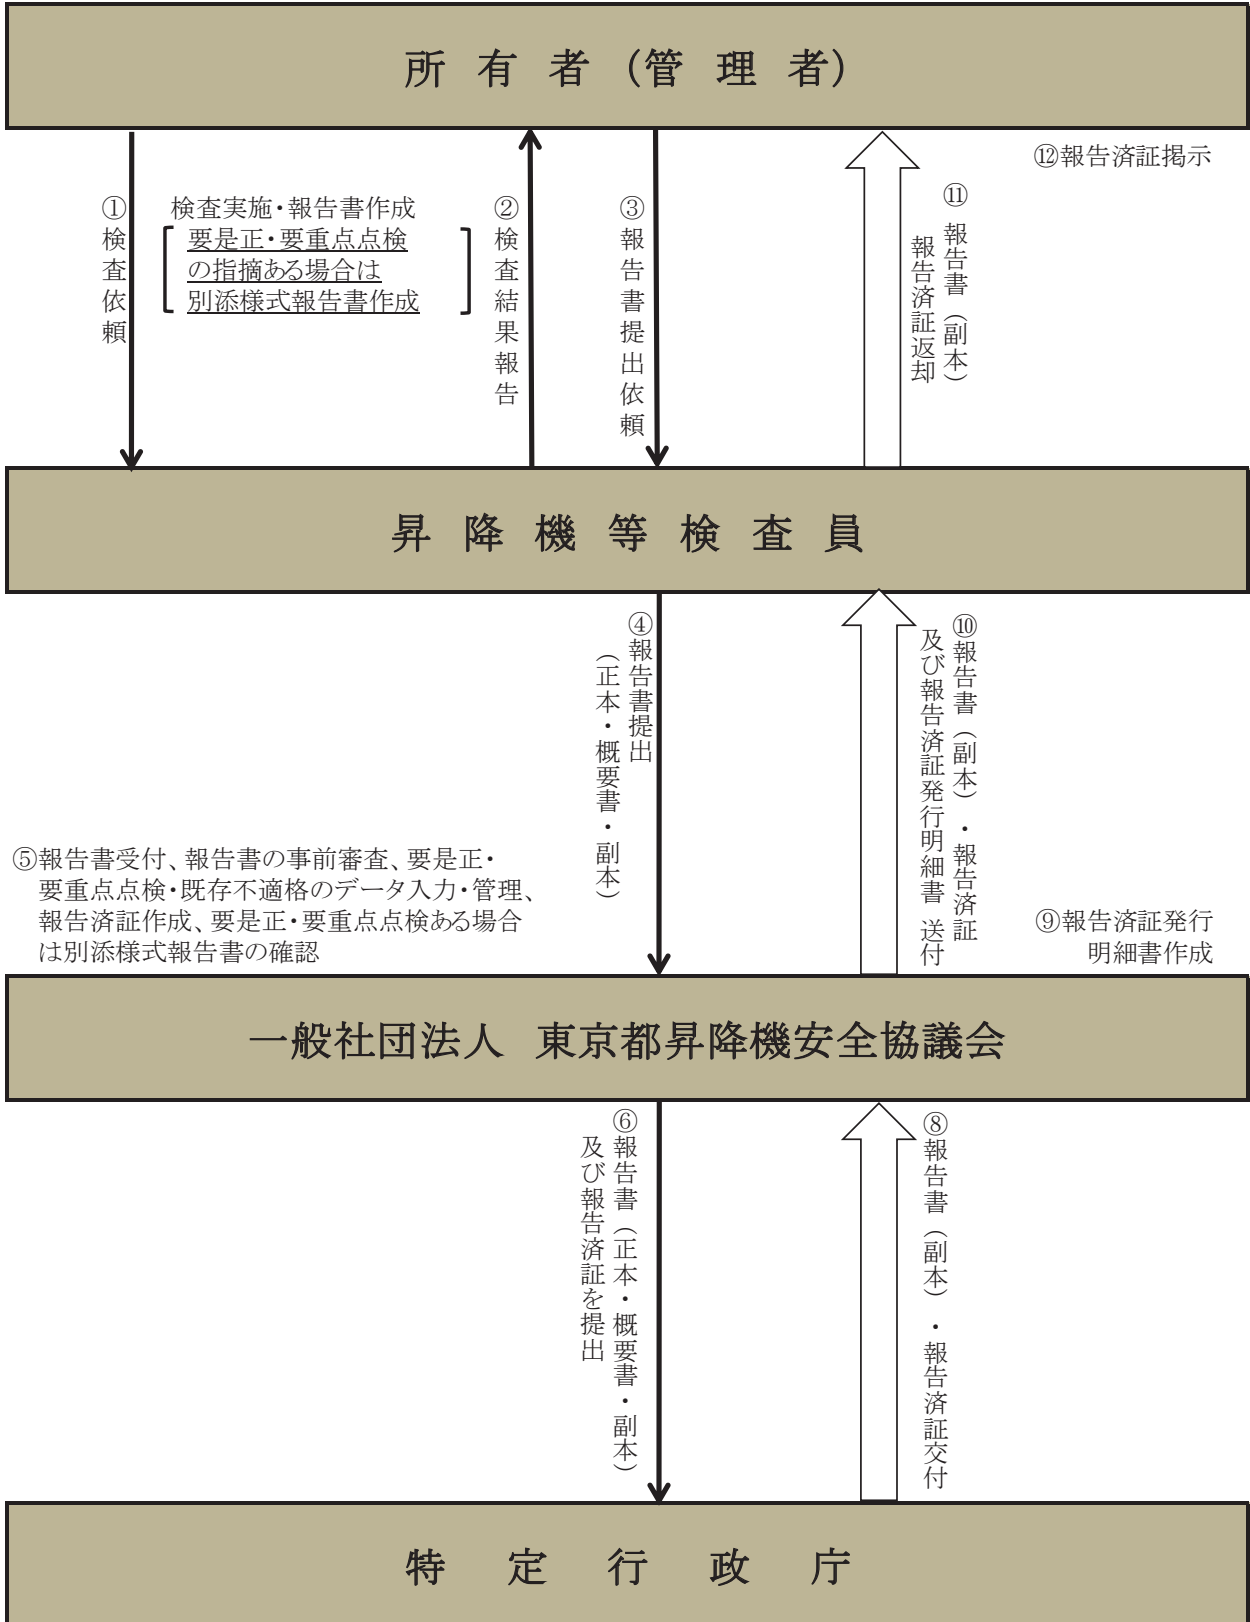 所有者(管理者)
⑫報告済証掲示
①検査依頼
検査実施・報告書作成
要是正・要重点点検
の指摘ある場合は
別添様式報告書作成
②検査結果報告
③報告書提出依頼
⑪ 報告書(副本)
報告済証返却
昇降機等検査員
④報告書提出
(正本・概要書・副本)
⑩報告書(副本)・報告済証
及び報告済証発行明細書 送付
⑤報告書受付、報告書の事前審査、要是正・
要重点点検・既存不適格のデータ入力・管理、
報告済証作成、要是正・要重点点検ある場合
は別添様式報告書の確認
⑨報告済証発行
明細書作成
一般社団法人 東京都昇降機安全協議会
⑥報告書(正本・概要書・副本)
及び報告済証を提出
⑧報告書(副本)・報告済証交付
特定行政庁